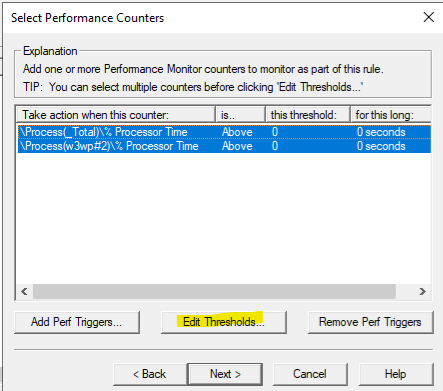 Select Performance Counters
Explanation
Add one or more Performance Monitor counters to monitor as part of this rule.
TIP: You can select multiple counters before clicking 'Edit Thresholds...'
Take action when this counter: is.. this threshold: for this long:
\Process(_Total)\% Processor Time Above 0 0 seconds
\Process(w3wp#2)\% Processor Time Above 0 0 seconds
Add Perf Triggers... Edit Thresholds... Remove Perf Triggers
< Back Next > Cancel Help